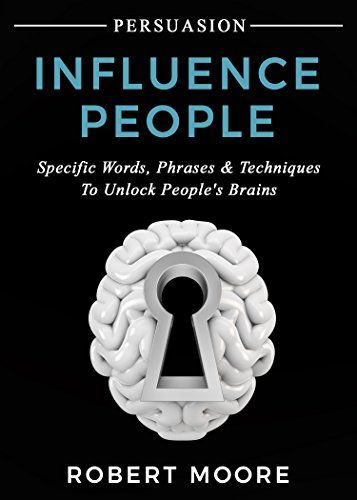 PERSUASION
INFLUENCE
PEOPLE
Specific Words, Phrases & Techniques
To Unlock People's Brains
ROBERT MOORE